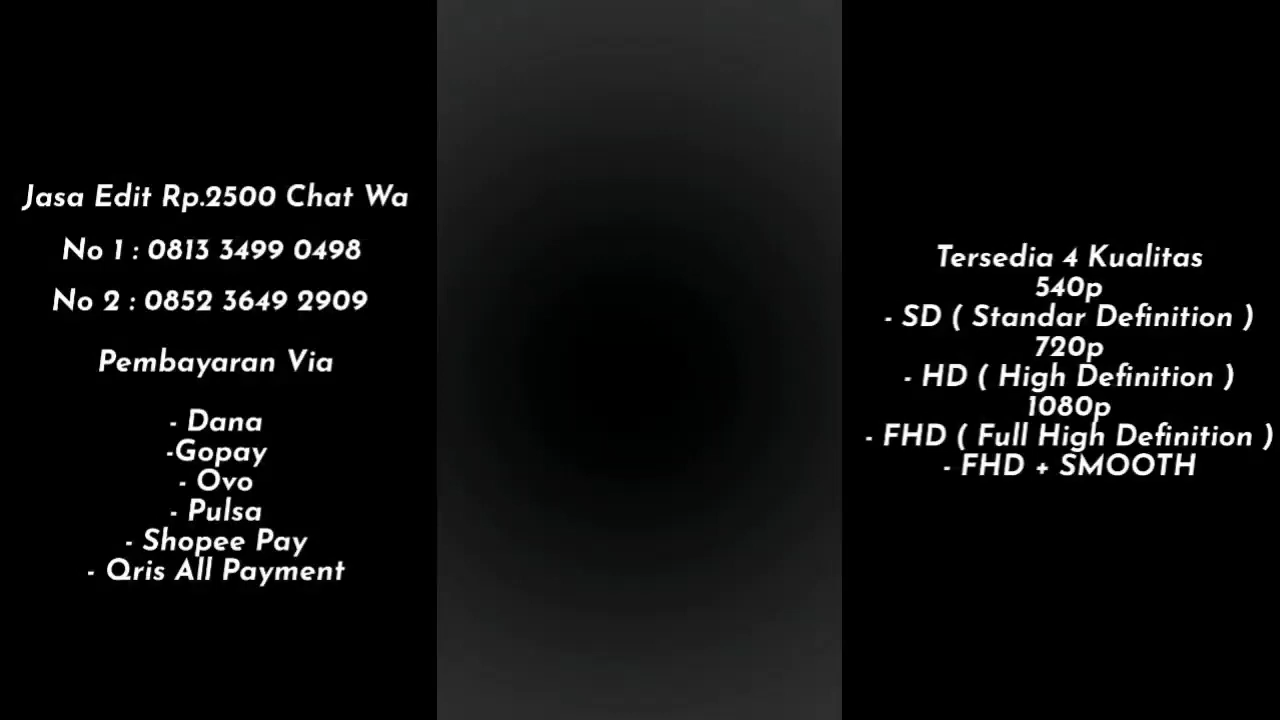 Jasa Edit Rp.2500 Chat Wa
No 1 : 0813 3499 0498
No 2 : 0852 3649 2909
Pembayaran Via
- Dana
-Gopay
- Ovo
- Pulsa
- Shopee Pay
- Qris All Payment
Tersedia 4 Kualitas
540p
- SD ( Standar Definition )
720p
- HD ( High Definition )
1080p
- FHD ( Full High Definition )
- FHD + SMOOTH